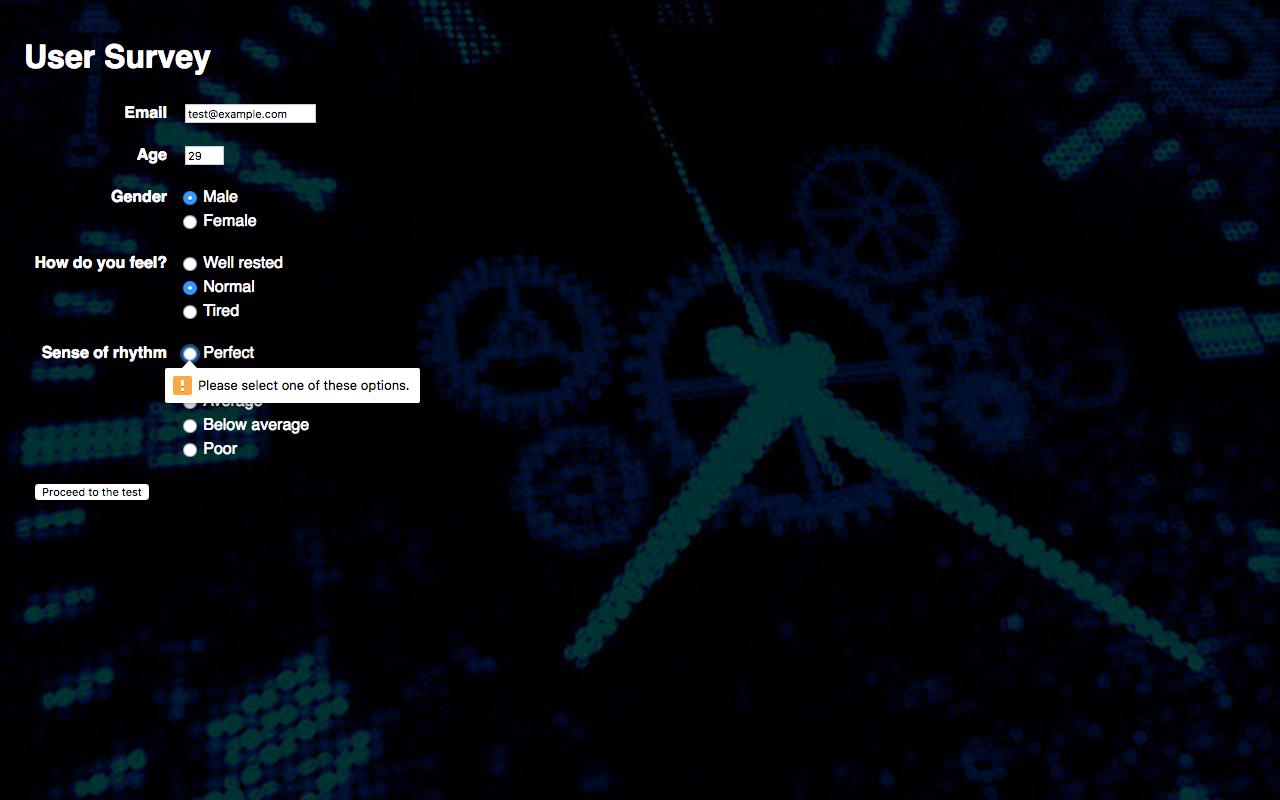 User Survey
Email test@example.com
Age 29
Gender Male
Female
How do you feel? Well rested
Normal
Tired
Sense of rhythm Perfect
! Please select one of these options.
Average
Below average
Poor
Proceed to the test